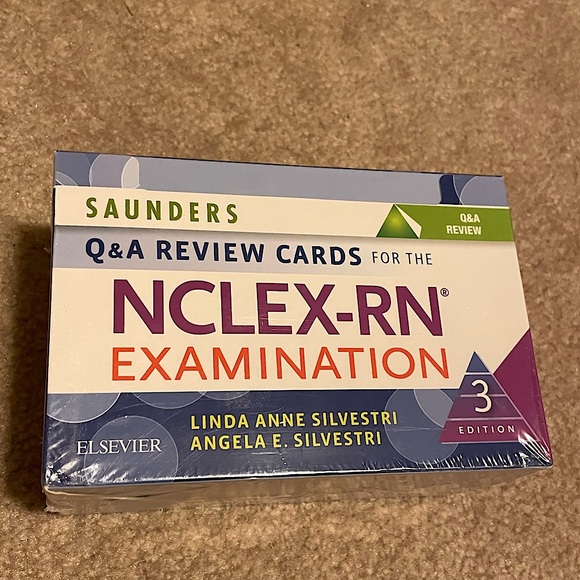 SAUNDERS
Q&A
REVIEW
Q&A REVIEW CARDS FOR THE
NCLEX-RN®
EXAMINATION
3
EDITION
LINDA ANNE SILVESTRI
ANGELA E. SILVESTRI
ELSEVIER